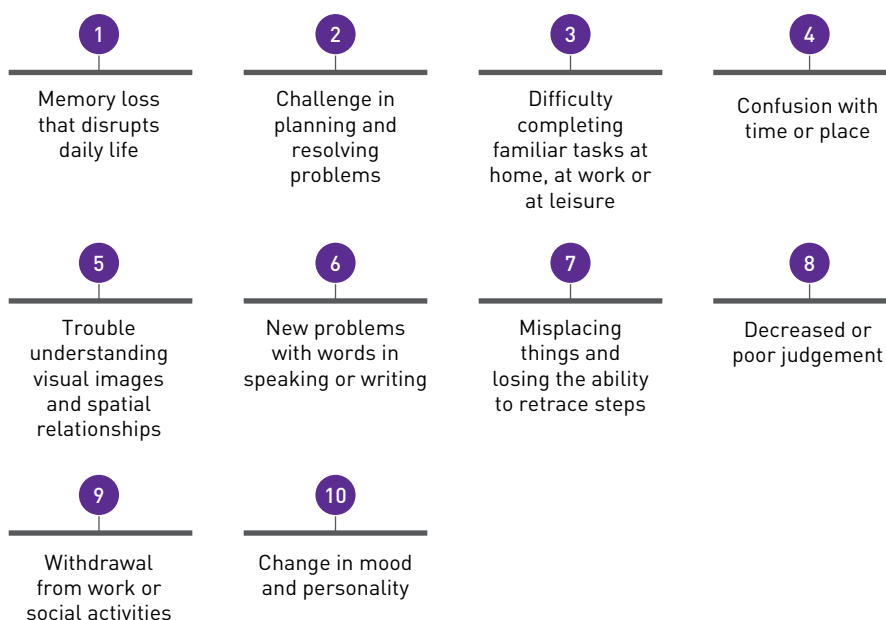 1
Memory loss
that disrupts
daily life
2
Challenge in
planning and
resolving
problems
3
Difficulty
completing
familiar tasks at
home, at work or
at leisure
4
Confusion with
time or place
5
Trouble
understanding
visual images
and spatial
relationships
6
New problems
with words in
speaking or writing
7
Misplacing
things and
losing the ability
to retrace steps
8
Decreased or
poor judgement
9
Withdrawal
from work or
social activities
10
Change in mood
and personality